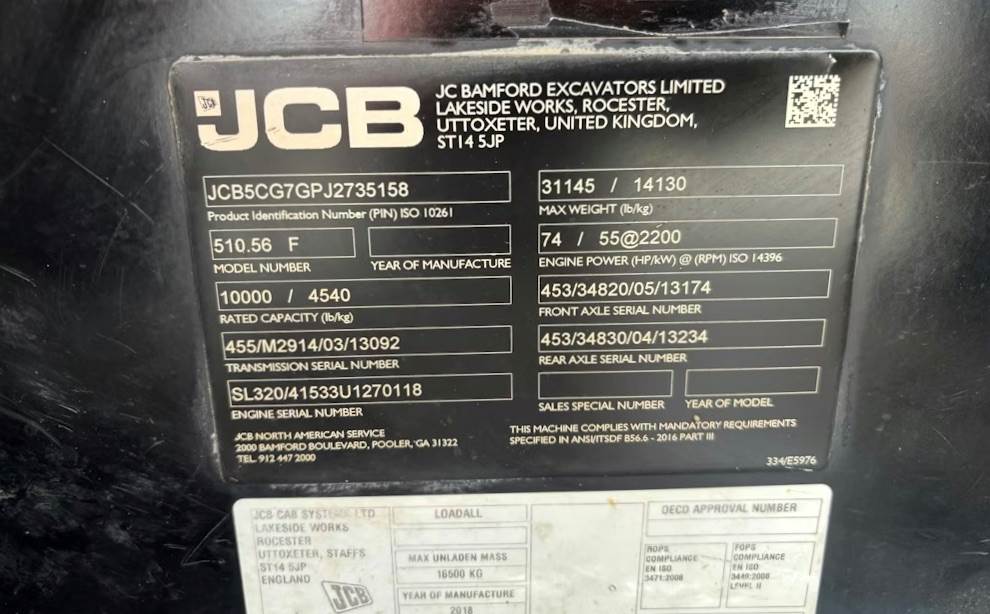 JCB
JC BAMFORD EXCAVATORS LIMITED
LAKESIDE WORKS, ROCESTER,
UTTOXETER, UNITED KINGDOM,
ST14 5JP
JCB5CG7GPJ2735158
Product Identification Number (PIN) ISO 10261
510.56 F
MODEL NUMBER
YEAR OF MANUFACTURE
10000 / 4540
RATED CAPACITY (lb/kg)
455/M2914/03/13092
TRANSMISSION SERIAL NUMBER
SL320/41533U1270118
ENGINE SERIAL NUMBER
31145 / 14130
MAX WEIGHT (lb/kg)
74 / 55@2200
ENGINE POWER (HP/kW) @ (RPM) ISO 14396
453/34820/05/13174
FRONT AXLE SERIAL NUMBER
453/34830/04/13234
REAR AXLE SERIAL NUMBER
SALES SPECIAL NUMBER
YEAR OF MODEL
JCB NORTH AMERICAN SERVICE
2000 BAMFORD BOULEVARD, POOLER, GA 31322
TEL. 912 447 2000
THIS MACHINE COMPLIES WITH MANDATORY REQUIREMENTS
SPECIFIED IN ANSI/ITSDF B56.6 - 2016 PART III
334/E5976
JCB CAB SYSTEMS LTD
LAKESIDE WORKS
ROCESTER
UTTOXETER, STAFFS
ST14 5JP
ENGLAND
JCB
LOADALL
MAX UNLADEN MASS
16500 KG
YEAR OF MANUFACTURE
2018
OECD APPROVAL NUMBER
ROPS
COMPLIANCE
EN ISO
3471:2008
FOPS
COMPLIANCE
EN ISO
3449:2008
LEVEL II